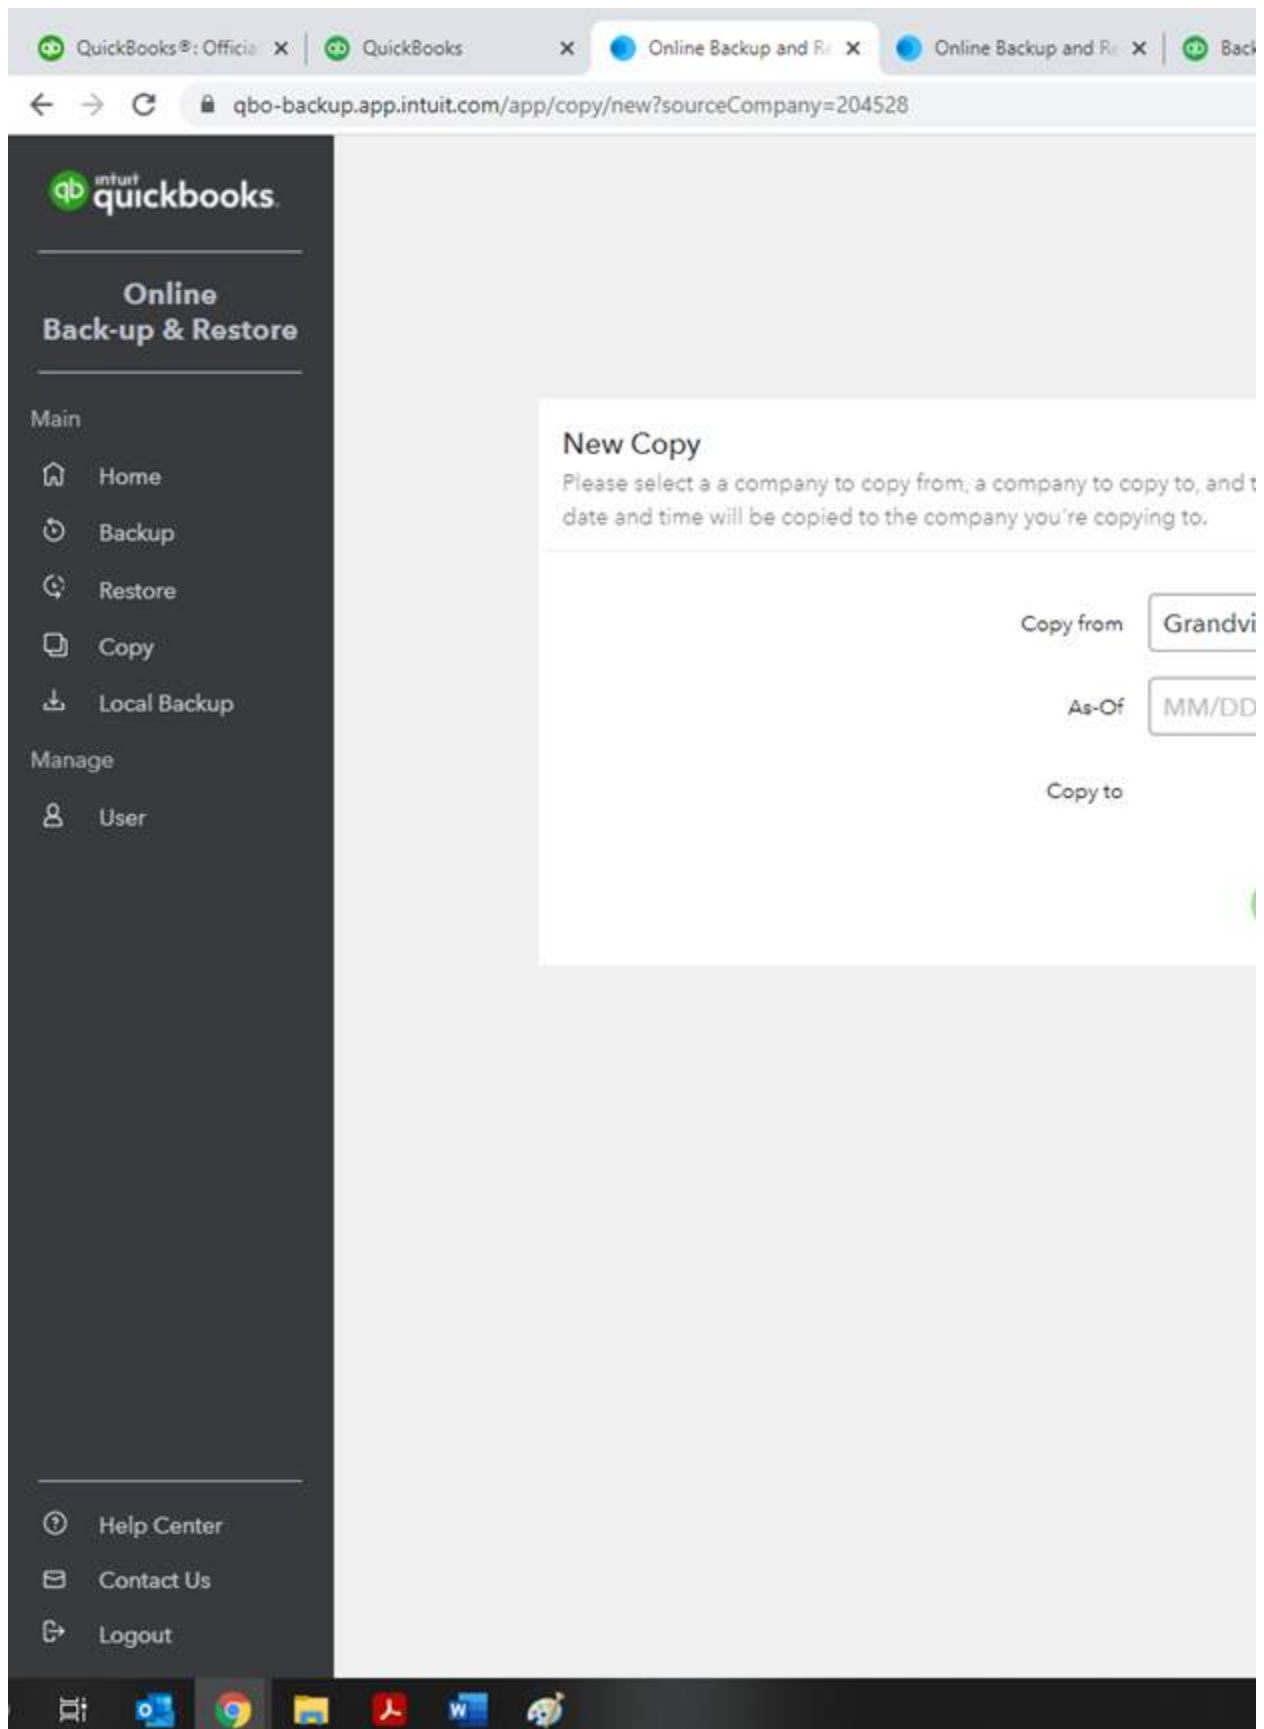 QuickBooks®: Officia
QuickBooks
Online Backup and Re
Online Backup and Re
Back
qbo-backup.app.intuit.com/app/copy/new?sourceCompany=204528
qb intuit quickbooks.
Online
Back-up & Restore
Main
Home
Backup
Restore
Copy
Local Backup
Manage
User
New Copy
Please select a a company to copy from, a company to copy to, and t
date and time will be copied to the company you're copying to.
Copy from Grandvi
As-Of MM/DD
Copy to
Help Center
Contact Us
Logout